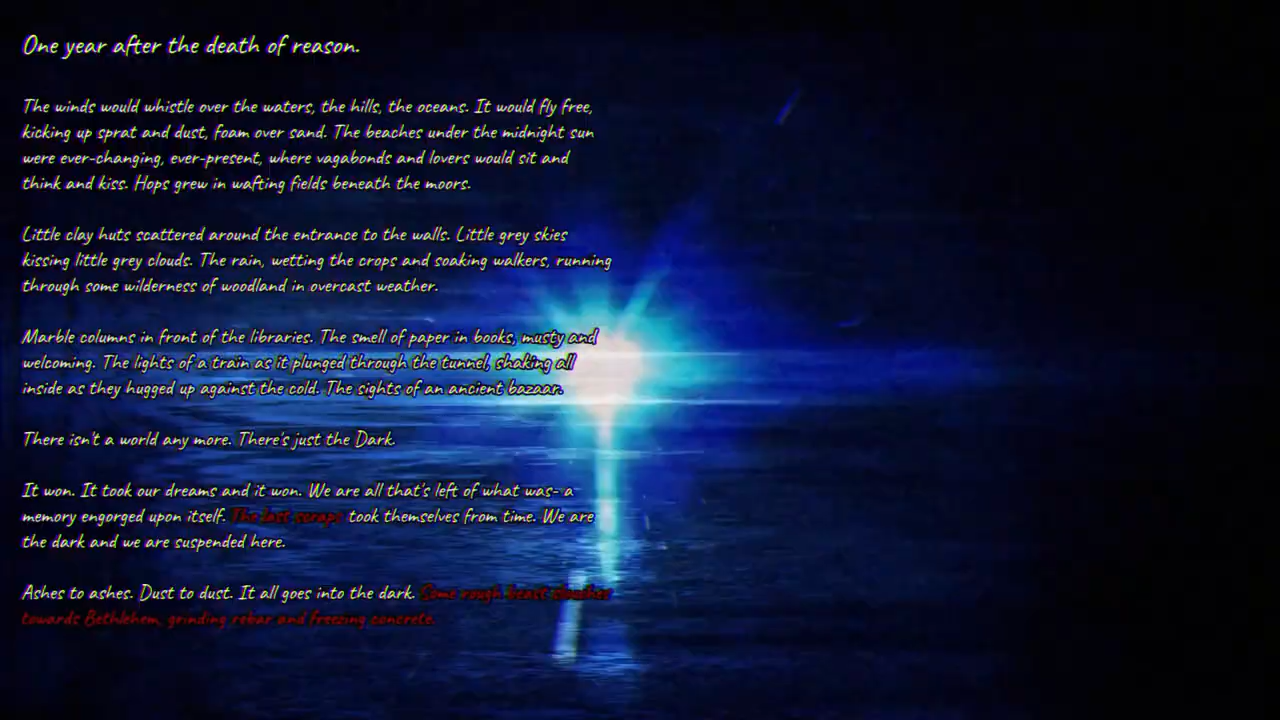 One year after the death of reason.
The winds would whistle over the waters, the hills, the oceans. It would fly free,
kicking up sprat and dust, foam over sand. The beaches under the midnight sun
were ever-changing, ever-present, where vagabonds and lovers would sit and
think and kiss. Hops grew in wafting fields beneath the moors.
Little clay huts scattered around the entrance to the walls. Little grey skies
kissing little grey clouds. The rain, wetting the crops and soaking walkers, running
through some wilderness of woodland in overcast weather.
Marble columns in front of the libraries. The smell of paper in books, musty and
welcoming. The lights of a train as it plunged through the tunnel, shaking all
inside as they hugged up against the cold. The sights of an ancient bazaar.
There isn't a world any more. There's just the Dark.
It won. It took our dreams and it won. We are all that's left of what was- a
memory engorged upon itself. The last scraps took themselves from time. We are
the dark and we are suspended here.
Ashes to ashes. Dust to dust. It all goes into the dark. Some rough beast slouches
towards Bethlehem, grinding rebar and freezing concrete.